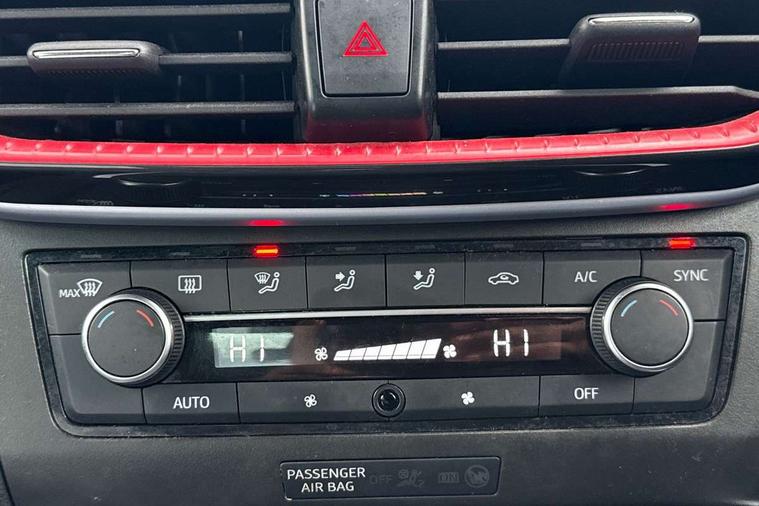 MAX
A/C
SYNC
HI
HI
AUTO
OFF
PASSENGER
AIR BAG
OFF
ON